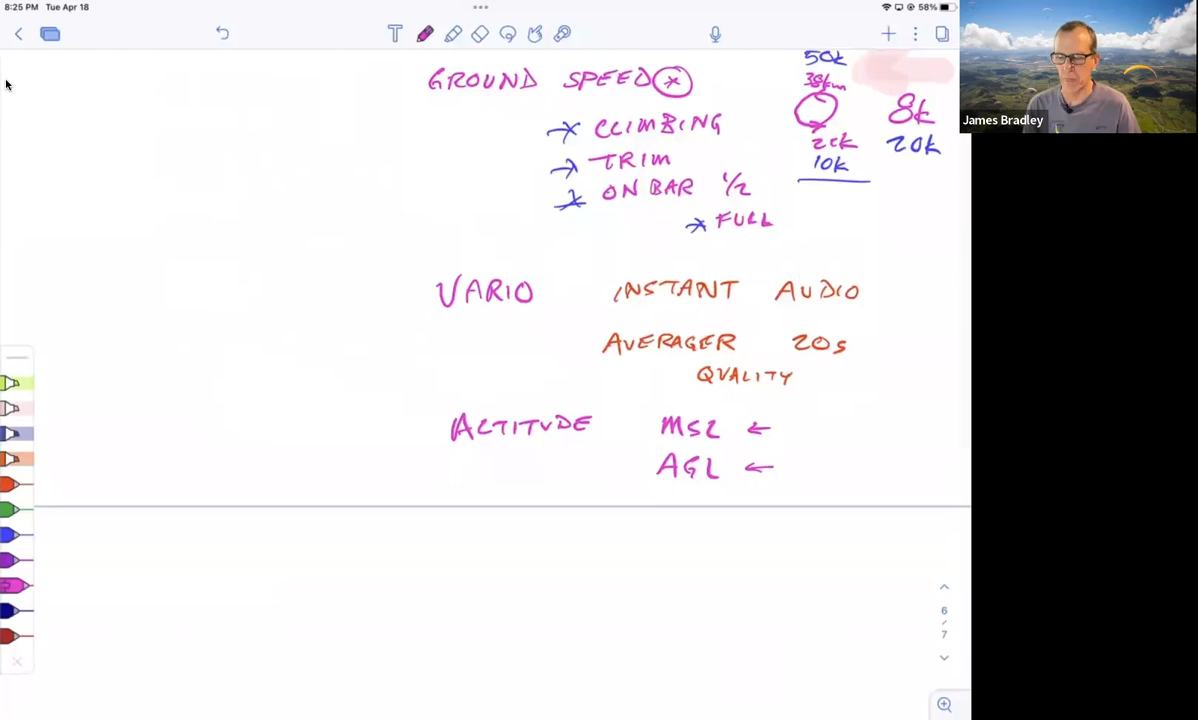 8:25 PM Tue Apr 18
58%
50k
GROUND SPEED
38km
8k
CLIMBING
20k
20k
TRIM
10k
ON BAR 1/2
FULL
VARIO INSTANT AUDIO
AVERAGER 20s
QUALITY
ALTITUDE MSL ←
AGL ←
6
/
7
James Bradley